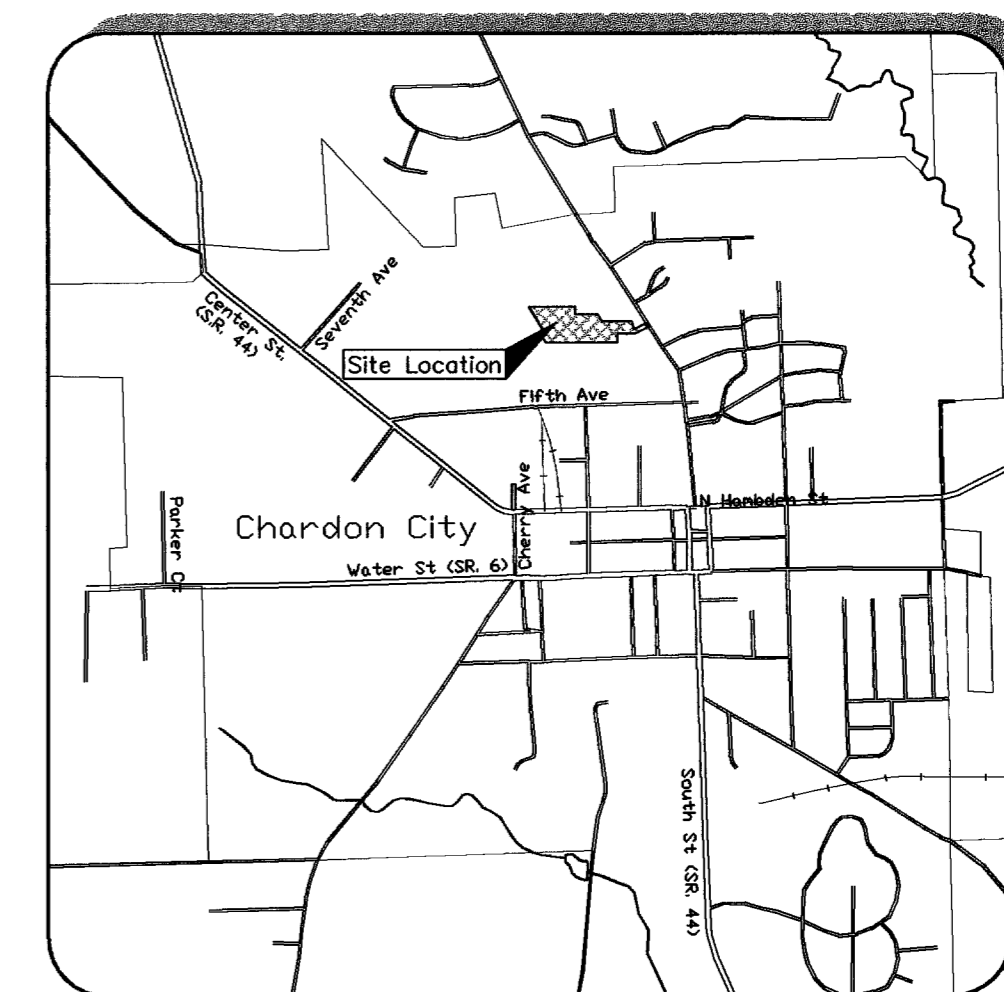 Seventh Ave
Center St.
(S.R. 44)
Site Location
Fifth Ave
Cherry Ave
N Hambden St
Parker Ct
Chardon City
Water St (SR. 6)
South St (SR. 44)